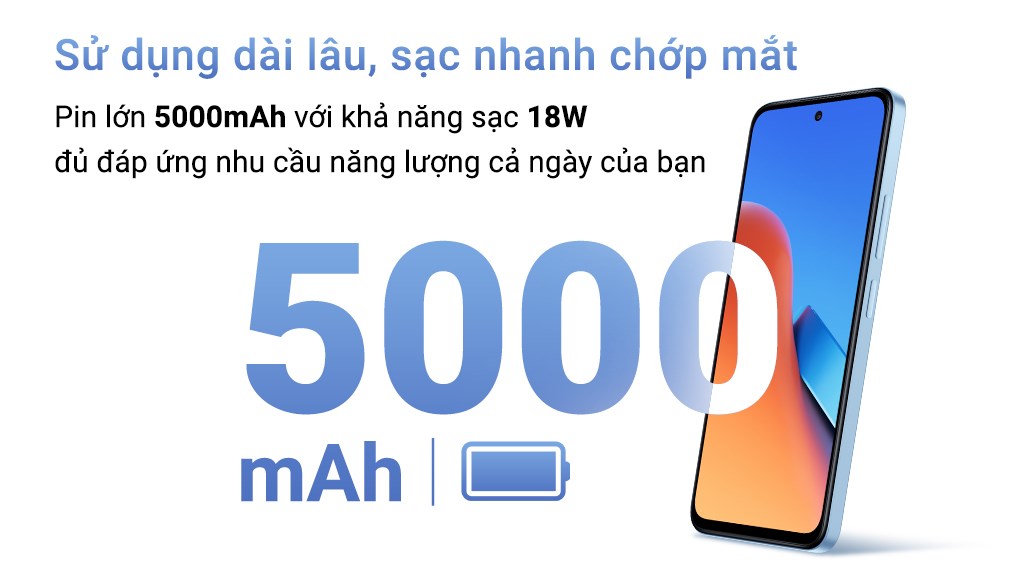 Sử dụng dài lâu, sạc nhanh chớp mắt
Pin lớn 5000mAh với khả năng sạc 18W
đủ đáp ứng nhu cầu năng lượng cả ngày của bạn
5000
mAh